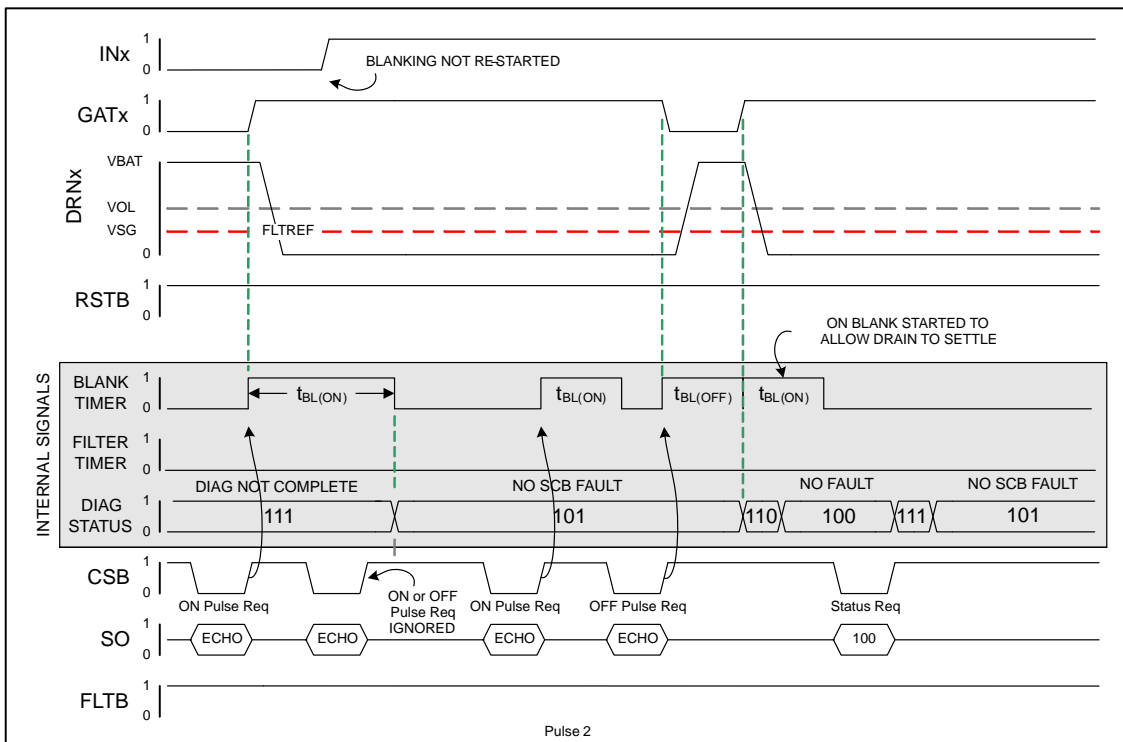 INx
1
0
BLANKING NOT RE-STARTED
GATx
1
0
DRNx
VBAT
VOL
VSG
FLTREF
RSTB
1
0
ON BLANK STARTED TO
ALLOW DRAIN TO SETTLE
INTERNAL SIGNALS
BLANK
TIMER
1
0
tBL(ON)
tBL(ON)
tBL(OFF)
tBL(ON)
FILTER
TIMER
1
0
DIAG NOT COMPLETE
NO SCB FAULT
NO FAULT
NO SCB FAULT
DIAG
STATUS
1
0
111
101
110
100
111
101
CSB
1
0
ON Pulse Req
ON or OFF
Pulse Req
IGNORED
ON Pulse Req
OFF Pulse Req
Status Req
SO
1
0
ECHO
ECHO
ECHO
ECHO
100
FLTB
1
0
Pulse 2